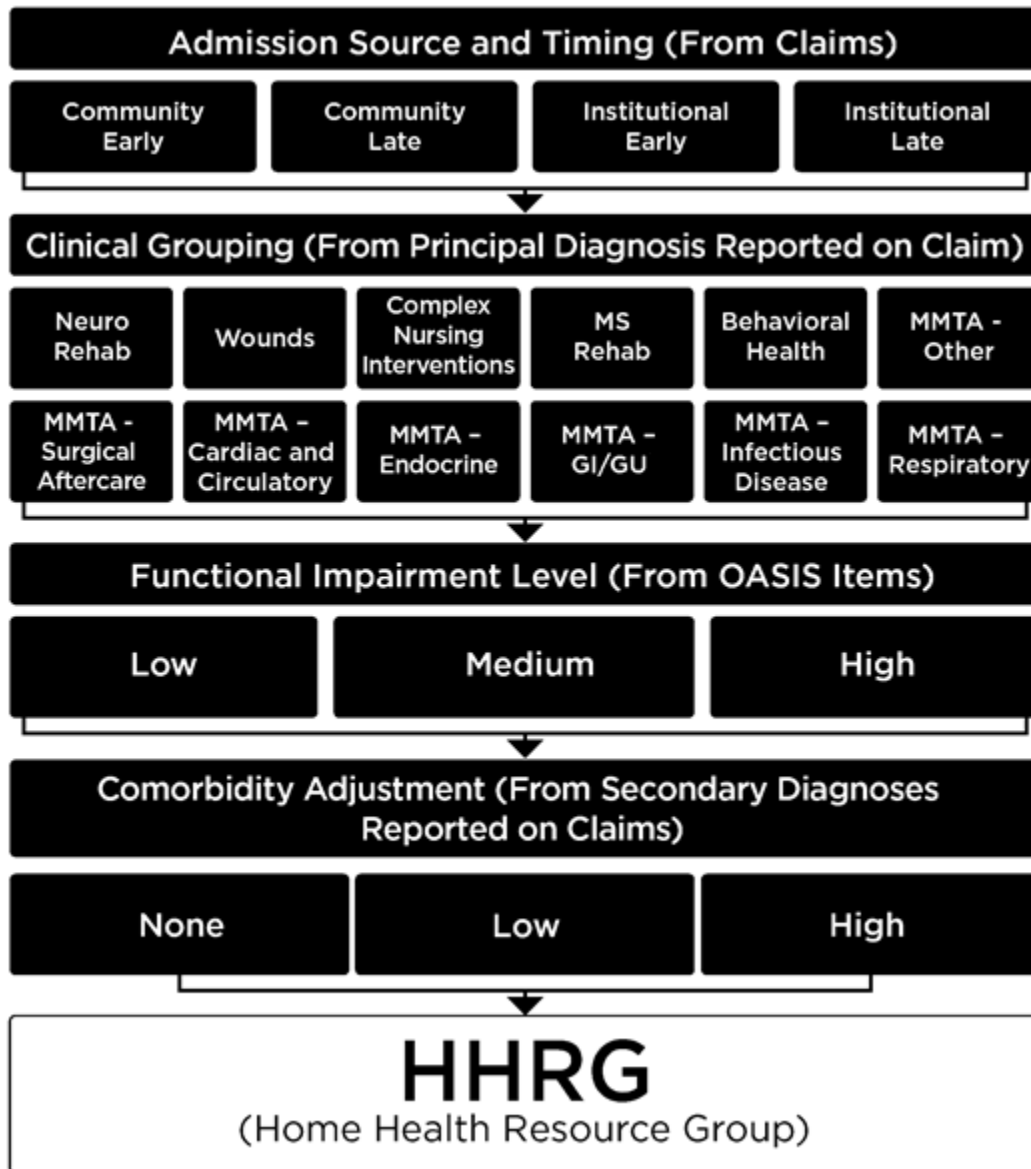 Admission Source and Timing (From Claims)
Community
Early
Community
Late
Institutional
Early
Institutional
Late
Clinical Grouping (From Principal Diagnosis Reported on Claim)
Neuro
Rehab
Wounds
Complex
Nursing
Interventions
MS
Rehab
Behavioral
Health
MMTA -
Other
MMTA -
Surgical
Aftercare
MMTA –
Cardiac and
Circulatory
MMTA –
Endocrine
MMTA –
GI/GU
MMTA –
Infectious
Disease
MMTA –
Respiratory
Functional Impairment Level (From OASIS Items)
Low
Medium
High
Comorbidity Adjustment (From Secondary Diagnoses
Reported on Claims)
None
Low
High
HHRG
(Home Health Resource Group)